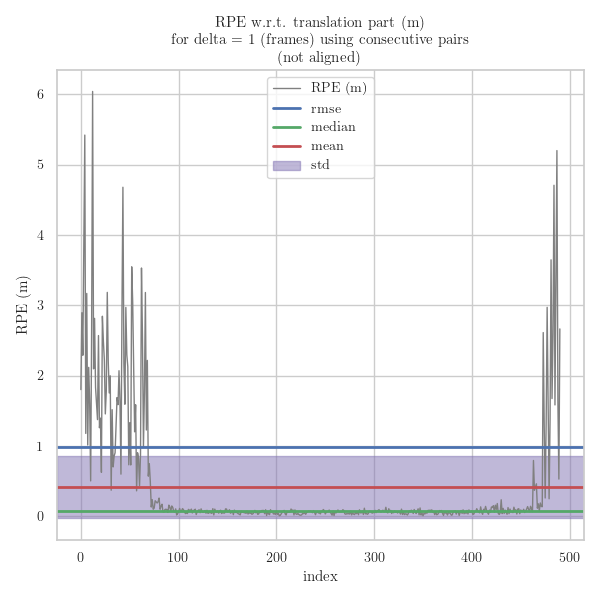 RPE w.r.t. translation part (m)
for delta = 1 (frames) using consecutive pairs
(not aligned)
RPE (m)
rmse
median
mean
std
6
5
4
3
2
1
0
RPE (m)
0 100 200 300 400 500
index